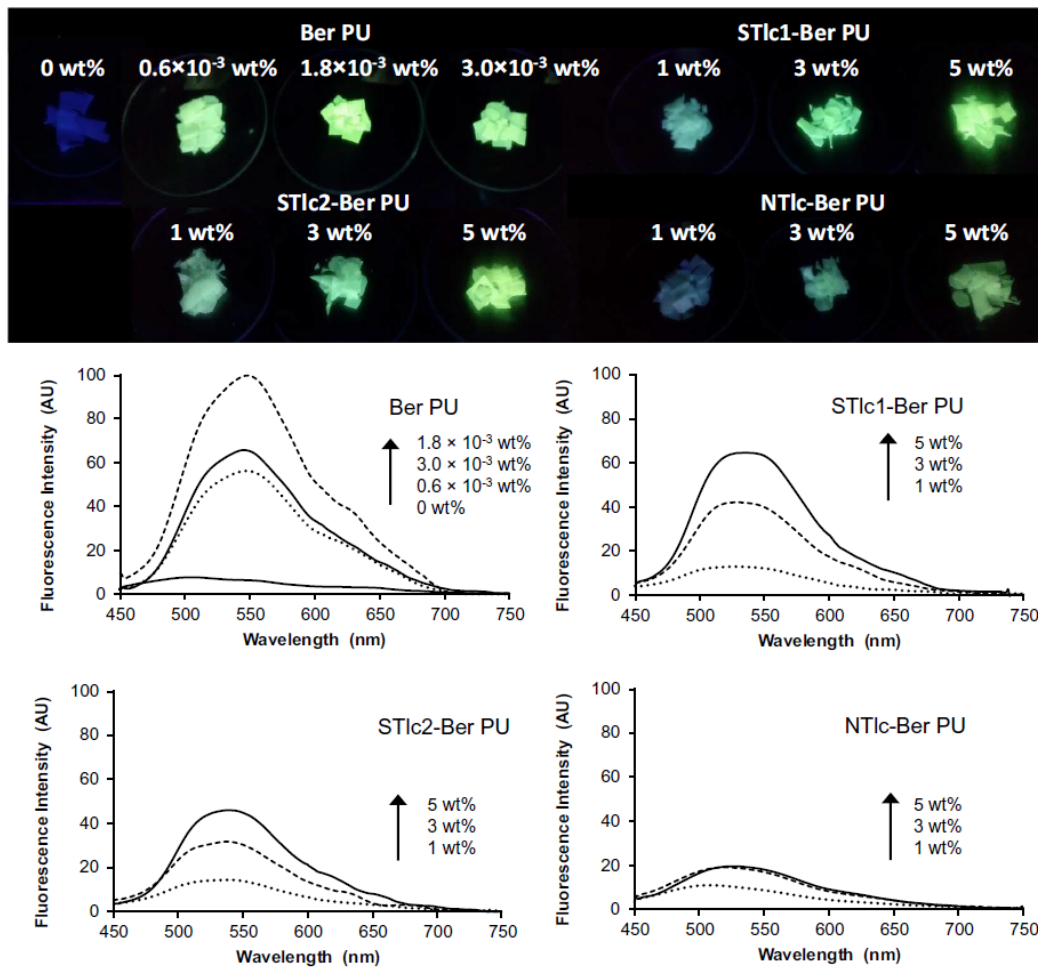 Ber PU
STlc1-Ber PU
0 wt%
0.6×10⁻³ wt%
1.8×10⁻³ wt%
3.0×10⁻³ wt%
1 wt%
3 wt%
5 wt%
STlc2-Ber PU
NTlc-Ber PU
1 wt%
3 wt%
5 wt%
1 wt%
3 wt%
5 wt%
Fluorescence Intensity (AU)
100
80
60
40
20
0
Ber PU
1.8 × 10⁻³ wt%
3.0 × 10⁻³ wt%
0.6 × 10⁻³ wt%
0 wt%
450 500 550 600 650 700 750
Wavelength (nm)
Fluorescence Intensity (AU)
100
80
60
40
20
0
STlc1-Ber PU
5 wt%
3 wt%
1 wt%
450 500 550 600 650 700 750
Wavelength (nm)
Fluorescence Intensity (AU)
100
80
60
40
20
0
STlc2-Ber PU
5 wt%
3 wt%
1 wt%
450 500 550 600 650 700 750
Wavelength (nm)
Fluorescence Intensity (AU)
100
80
60
40
20
0
NTlc-Ber PU
5 wt%
3 wt%
1 wt%
450 500 550 600 650 700 750
Wavelength (nm)